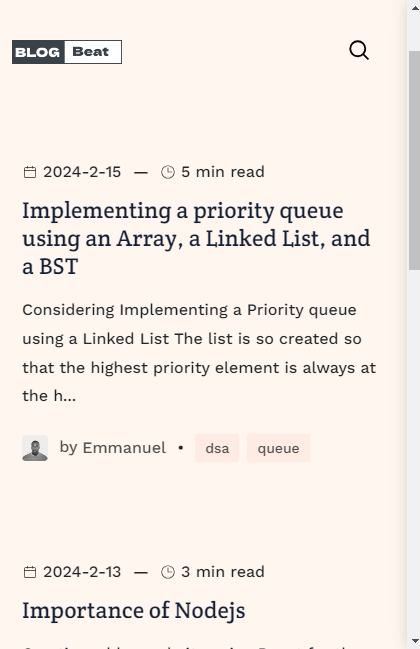 BLOG Beat
2024-2-15 — 5 min read
Implementing a priority queue
using an Array, a Linked List, and
a BST
Considering Implementing a Priority queue
using a Linked List The list is so created so
that the highest priority element is always at
the h...
by Emmanuel • dsa queue
2024-2-13 — 3 min read
Importance of Nodejs